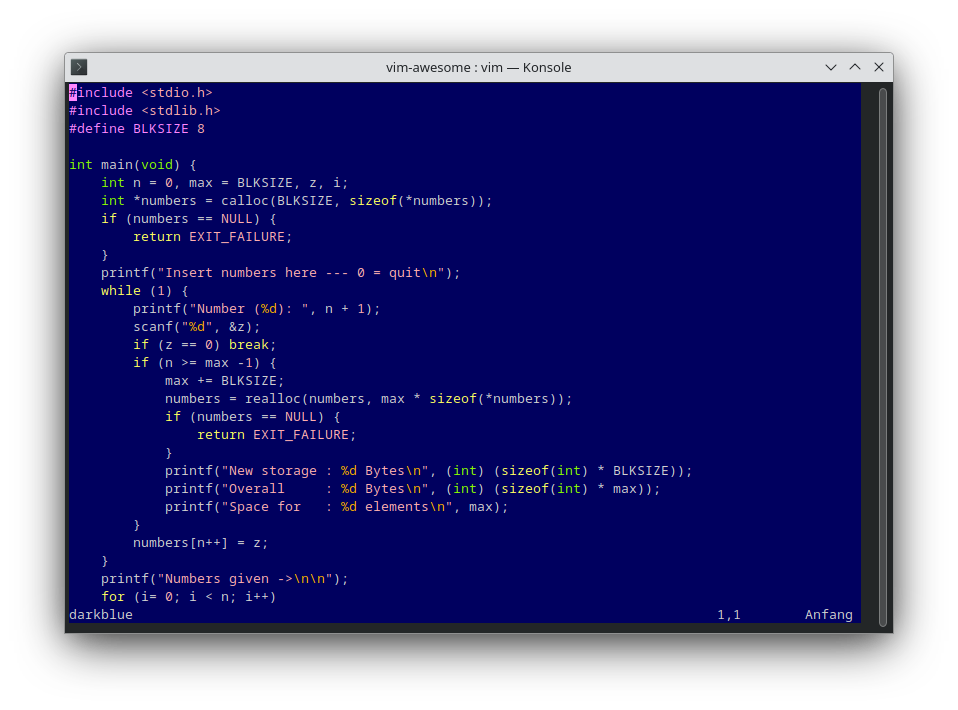 vim-awesome : vim — Konsole
#include <stdio.h>
#include <stdlib.h>
#define BLKSIZE 8

int main(void) {
    int n = 0, max = BLKSIZE, z, i;
    int *numbers = calloc(BLKSIZE, sizeof(*numbers));
    if (numbers == NULL) {
        return EXIT_FAILURE;
    }
    printf("Insert numbers here --- 0 = quit\n");
    while (1) {
        printf("Number (%d): ", n + 1);
        scanf("%d", &z);
        if (z == 0) break;
        if (n >= max -1) {
            max += BLKSIZE;
            numbers = realloc(numbers, max * sizeof(*numbers));
            if (numbers == NULL) {
                return EXIT_FAILURE;
            }
            printf("New storage : %d Bytes\n", (int) (sizeof(int) * BLKSIZE));
            printf("Overall     : %d Bytes\n", (int) (sizeof(int) * max));
            printf("Space for   : %d elements\n", max);
        }
        numbers[n++] = z;
    }
    printf("Numbers given ->\n\n");
    for (i= 0; i < n; i++)
darkblue 1,1 Anfang